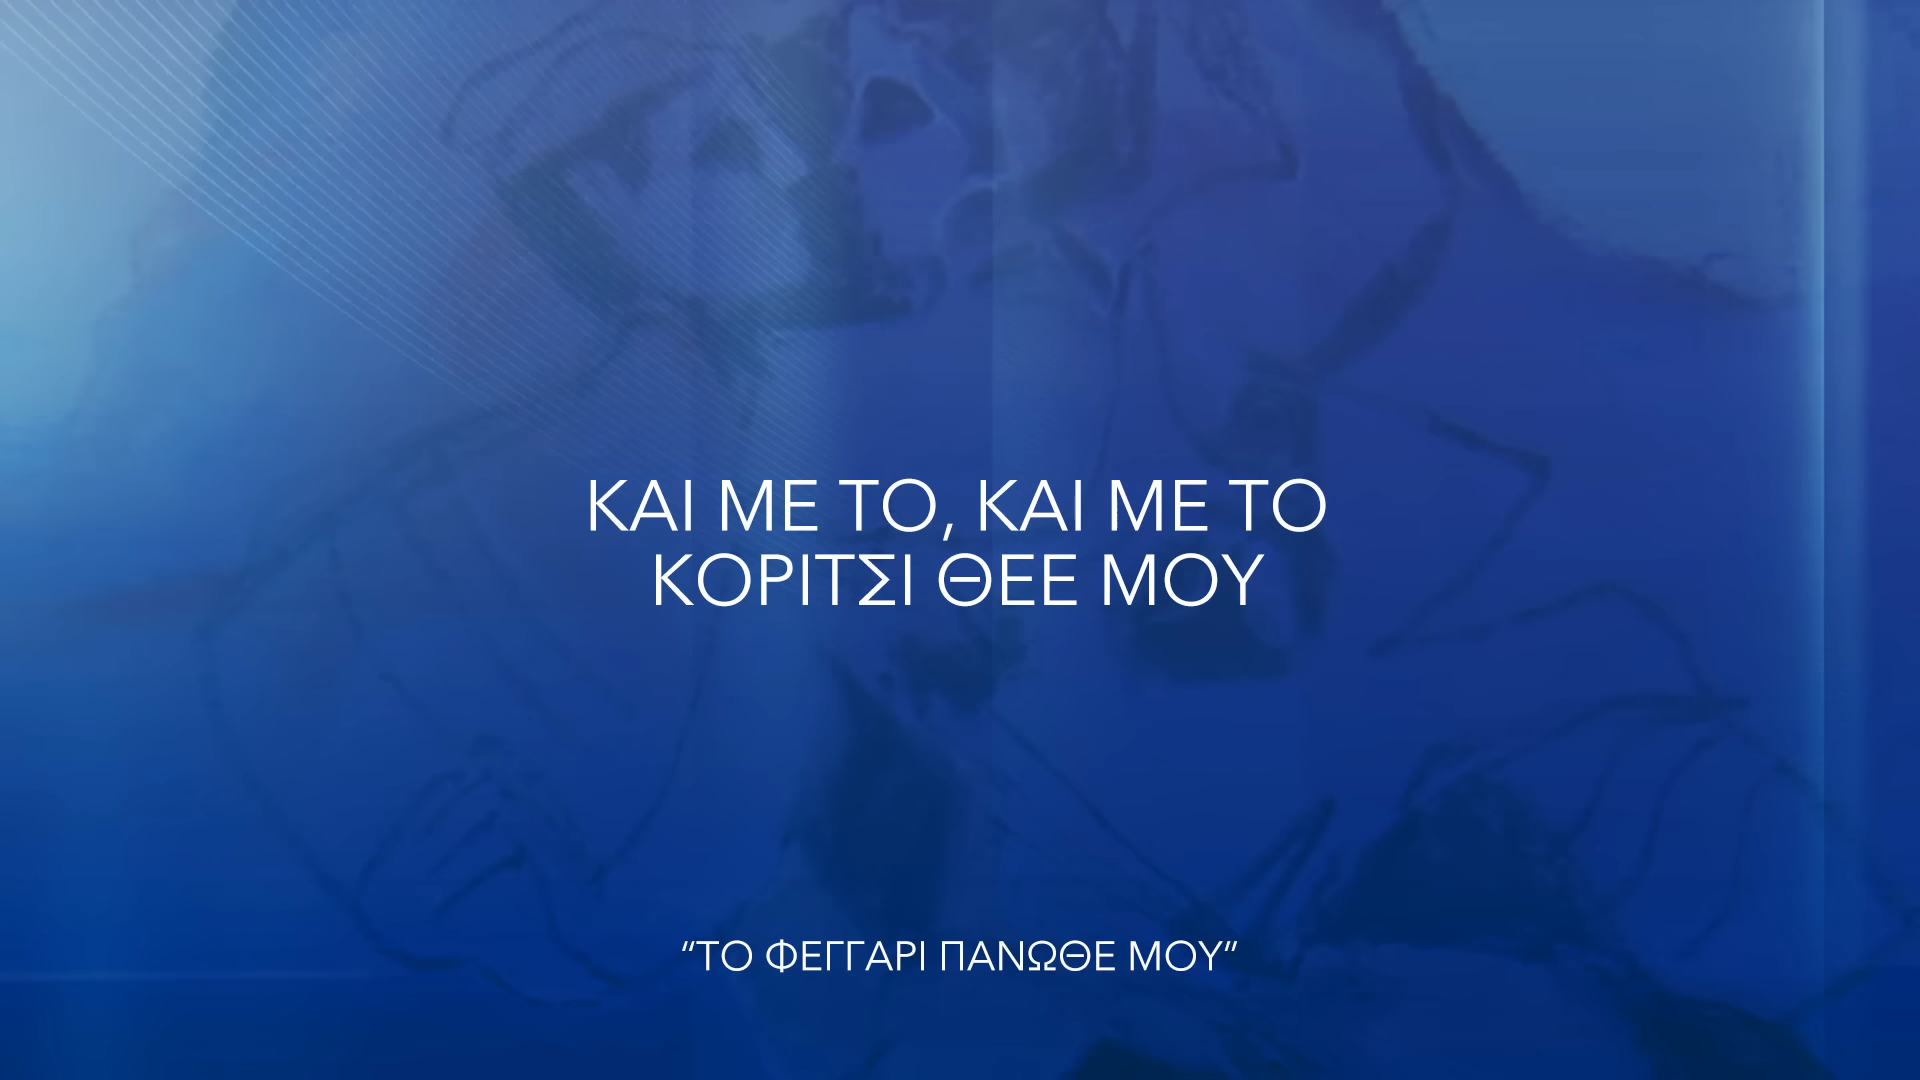 ΚΑΙ ΜΕ ΤΟ, ΚΑΙ ΜΕ ΤΟ
ΚΟΡΙΤΣΙ ΘΕΕ ΜΟΥ
“ΤΟ ΦΕΓΓΑΡΙ ΠΑΝΩΘΕ ΜΟΥ”